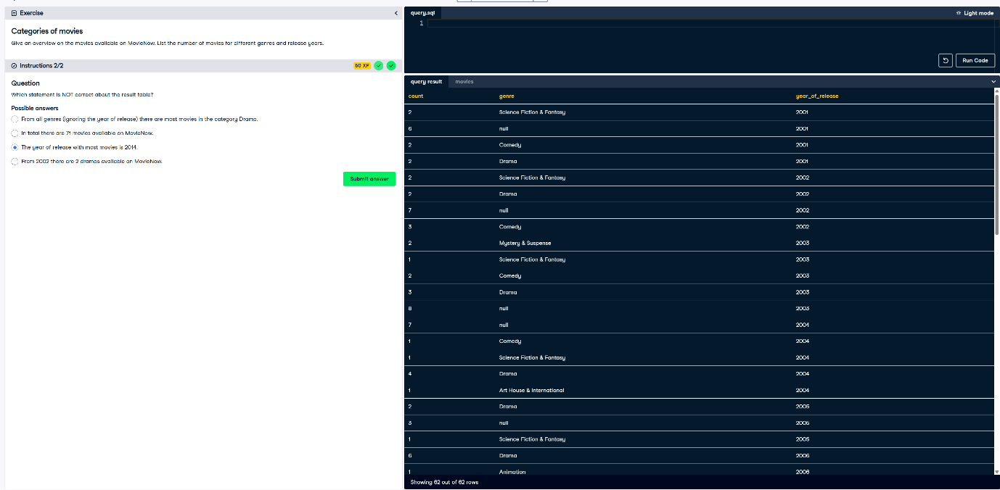 Exercise
Categories of movies
Give an overview on the movies available on MovieNow. List the number of movies for different genres and release years.
Instructions 2/2
50 XP
Question
Which statement is NOT correct about the result table?
Possible answers
From all genres (ignoring the year of release) there are most movies in the category Drama.
In total there are 71 movies available on MovieNow.
The year of release with most movies is 2014.
From 2002 there are 2 dramas available on MovieNow.
Submit answer
query.sql
Light mode
1
Run Code
query result movies
count genre year_of_release
2 Science Fiction & Fantasy 2001
6 null 2001
2 Comedy 2001
2 Drama 2001
2 Science Fiction & Fantasy 2002
2 Drama 2002
7 null 2002
3 Comedy 2002
2 Mystery & Suspense 2003
1 Science Fiction & Fantasy 2003
2 Comedy 2003
3 Drama 2003
8 null 2003
7 null 2004
1 Comedy 2004
1 Science Fiction & Fantasy 2004
4 Drama 2004
1 Art House & International 2004
2 Drama 2005
3 null 2005
1 Science Fiction & Fantasy 2005
6 Drama 2006
1 Animation 2006
Showing 62 out of 62 rows